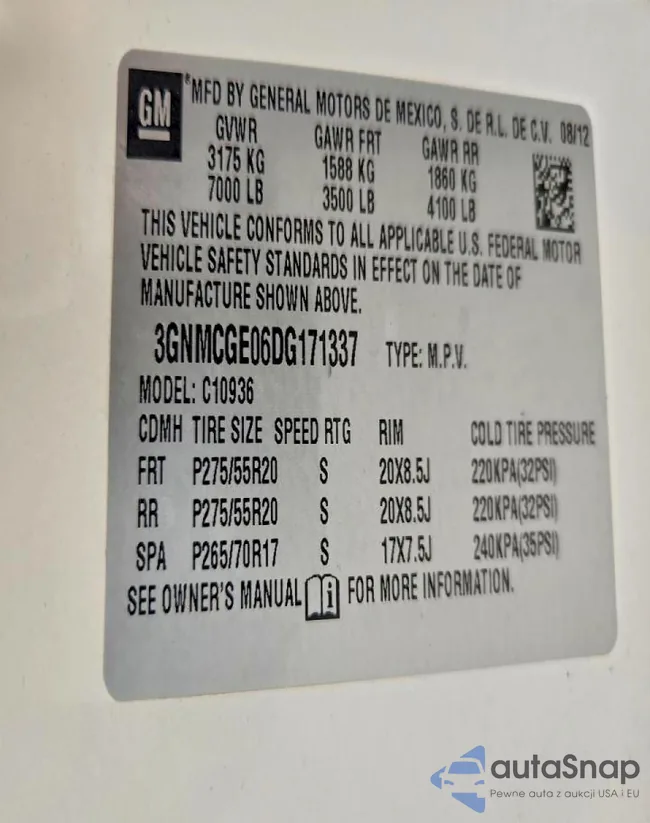 GM
*MFD BY GENERAL MOTORS DE MEXICO, S. DE R.L. DE C.V. 08/12
GVWR GAWR FRT GAWR RR
3175 KG 1588 KG 1860 KG
7000 LB 3500 LB 4100 LB
THIS VEHICLE CONFORMS TO ALL APPLICABLE U.S. FEDERAL MOTOR
VEHICLE SAFETY STANDARDS IN EFFECT ON THE DATE OF
MANUFACTURE SHOWN ABOVE.
3GNMCGE06DG171337 TYPE: M.P.V.
MODEL: C10936
CDMH TIRE SIZE SPEED RTG RIM COLD TIRE PRESSURE
FRT P275/55R20 S 20X8.5J 220KPA(32PSI)
RR P275/55R20 S 20X8.5J 220KPA(32PSI)
SPA P265/70R17 S 17X7.5J 240KPA(35PSI)
SEE OWNER'S MANUAL i FOR MORE INFORMATION.
autaSnap
Pewne auta z aukcji USA i EU